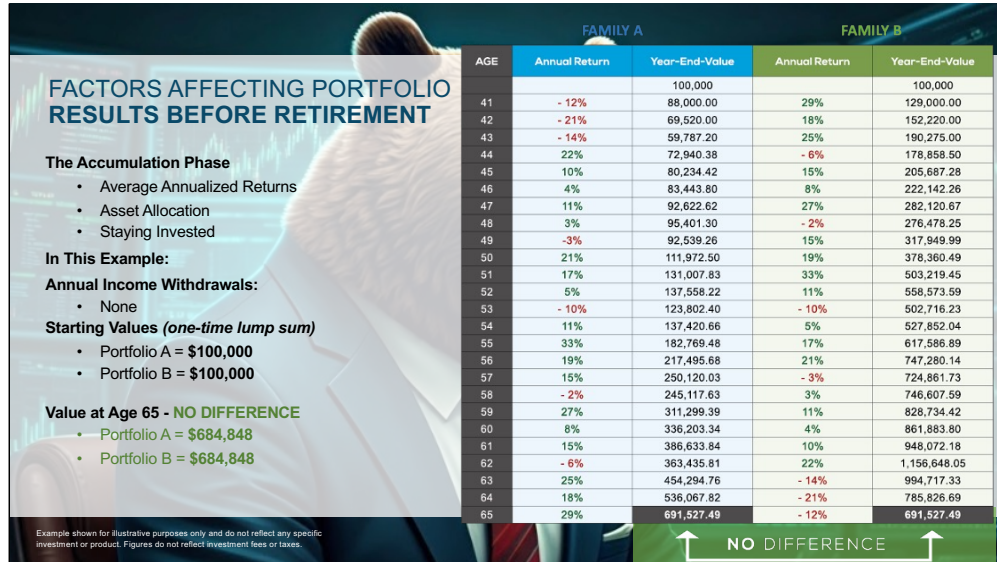 FACTORS AFFECTING PORTFOLIO
RESULTS BEFORE RETIREMENT
The Accumulation Phase
• Average Annualized Returns
• Asset Allocation
• Staying Invested
In This Example:
Annual Income Withdrawals:
• None
Starting Values (one-time lump sum)
• Portfolio A = $100,000
• Portfolio B = $100,000
Value at Age 65 - NO DIFFERENCE
• Portfolio A = $684,848
• Portfolio B = $684,848
Example shown for illustrative purposes only and do not reflect any specific
investment or product. Figures do not reflect investment fees or taxes.
FAMILY A FAMILY B
AGE Annual Return Year-End-Value Annual Return Year-End-Value
100,000 100,000
41 - 12% 88,000.00 29% 129,000.00
42 - 21% 69,520.00 18% 152,220.00
43 - 14% 59,787.20 25% 190,275.00
44 22% 72,940.38 - 6% 178,858.50
45 10% 80,234.42 15% 205,687.28
46 4% 83,443.80 8% 222,142.26
47 11% 92,622.62 27% 282,120.67
48 3% 95,401.30 - 2% 276,478.25
49 -3% 92,539.26 15% 317,949.99
50 21% 111,972.50 19% 378,360.49
51 17% 131,007.83 33% 503,219.45
52 5% 137,558.22 11% 558,573.59
53 - 10% 123,802.40 - 10% 502,716.23
54 11% 137,420.66 5% 527,852.04
55 33% 182,769.48 17% 617,586.89
56 19% 217,495.68 21% 747,280.14
57 15% 250,120.03 - 3% 724,861.73
58 - 2% 245,117.63 3% 746,607.59
59 27% 311,299.39 11% 828,734.42
60 8% 336,203.34 4% 861,883.80
61 15% 386,633.84 10% 948,072.18
62 - 6% 363,435.81 22% 1,156,648.05
63 25% 454,294.76 - 14% 994,717.33
64 18% 536,067.82 - 21% 785,826.69
65 29% 691,527.49 - 12% 691,527.49
NO DIFFERENCE